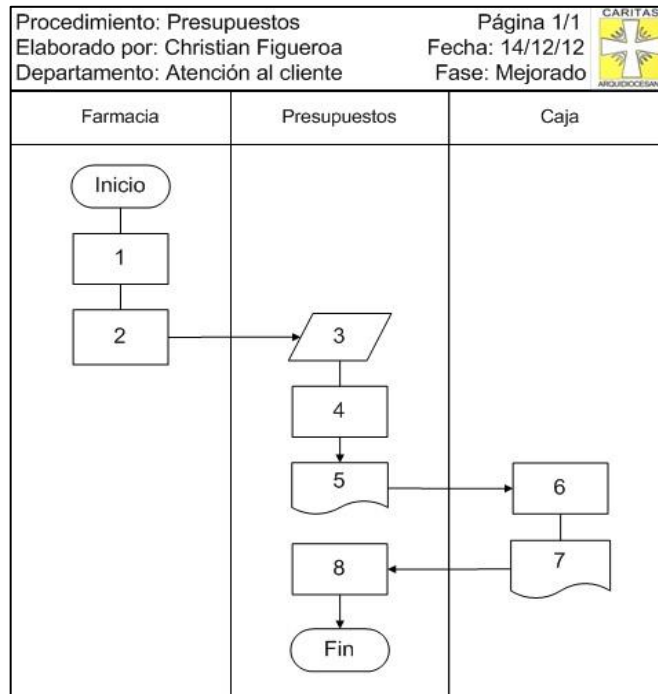 Procedimiento: Presupuestos
Elaborado por: Christian Figueroa
Departamento: Atención al cliente
Página 1/1
Fecha: 14/12/12
Fase: Mejorado
CARITAS
ARQUIDIOCESANA
Farmacia
Presupuestos
Caja
Inicio
1
2
3
4
5
6
7
8
Fin